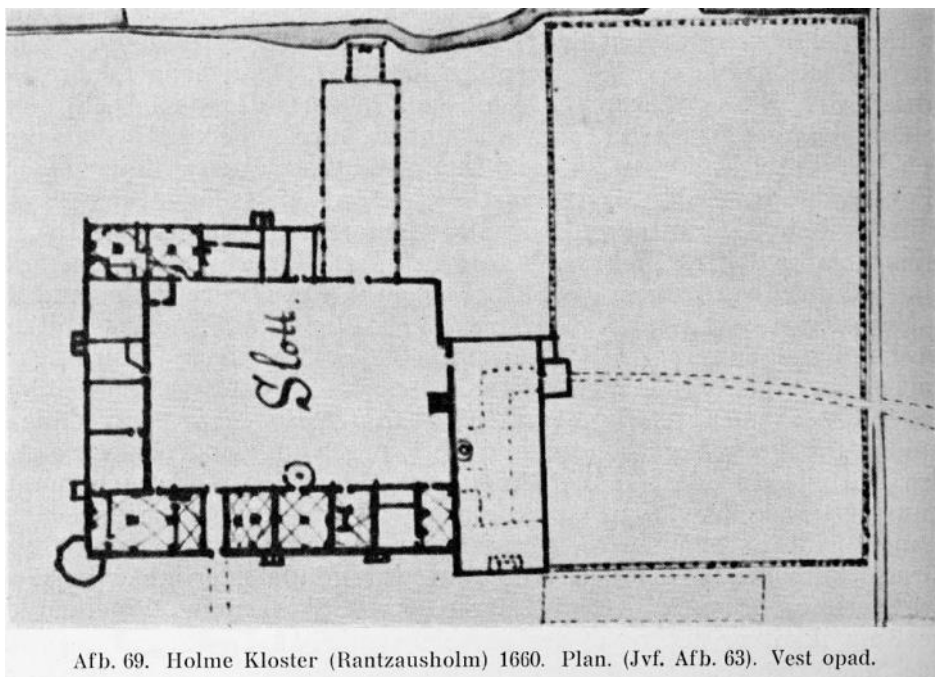 Slott
Afb. 69. Holme Kloster (Rantzausholm) 1660. Plan. (Jvf. Afb. 63). Vest opad.